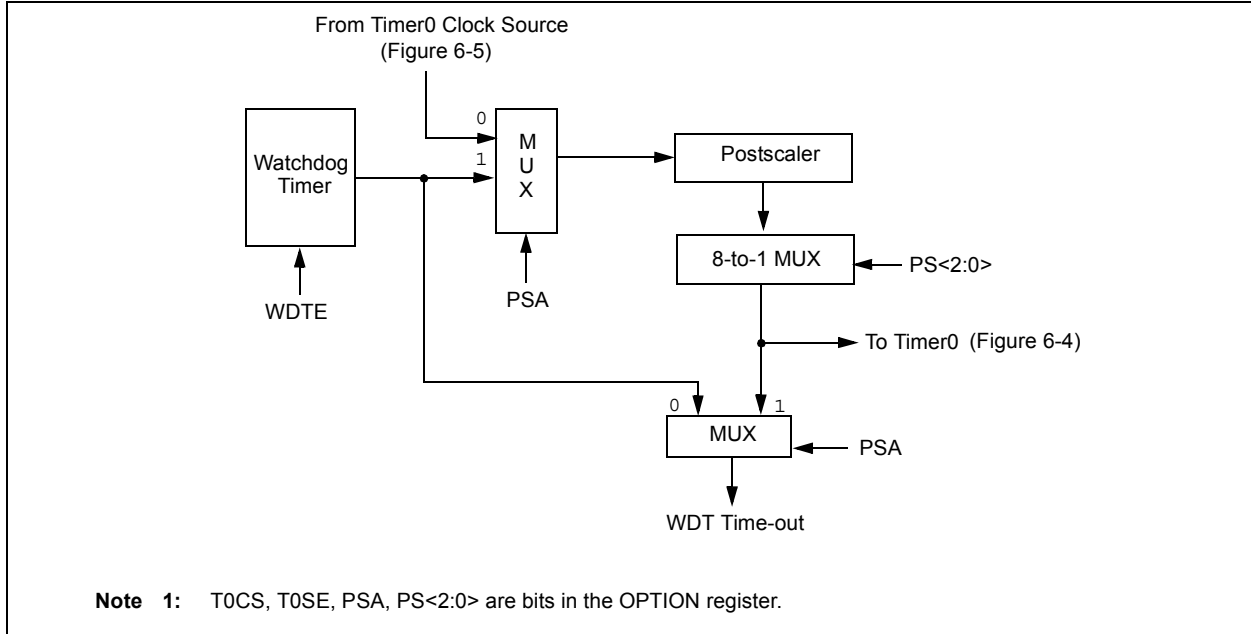 From Timer0 Clock Source
(Figure 6-5)
0
1
M
U
X
Watchdog
Timer
Postscaler
8-to-1 MUX
PS<2:0>
WDTE
PSA
To Timer0 (Figure 6-4)
0
1
MUX
PSA
WDT Time-out
Note 1: T0CS, T0SE, PSA, PS<2:0> are bits in the OPTION register.